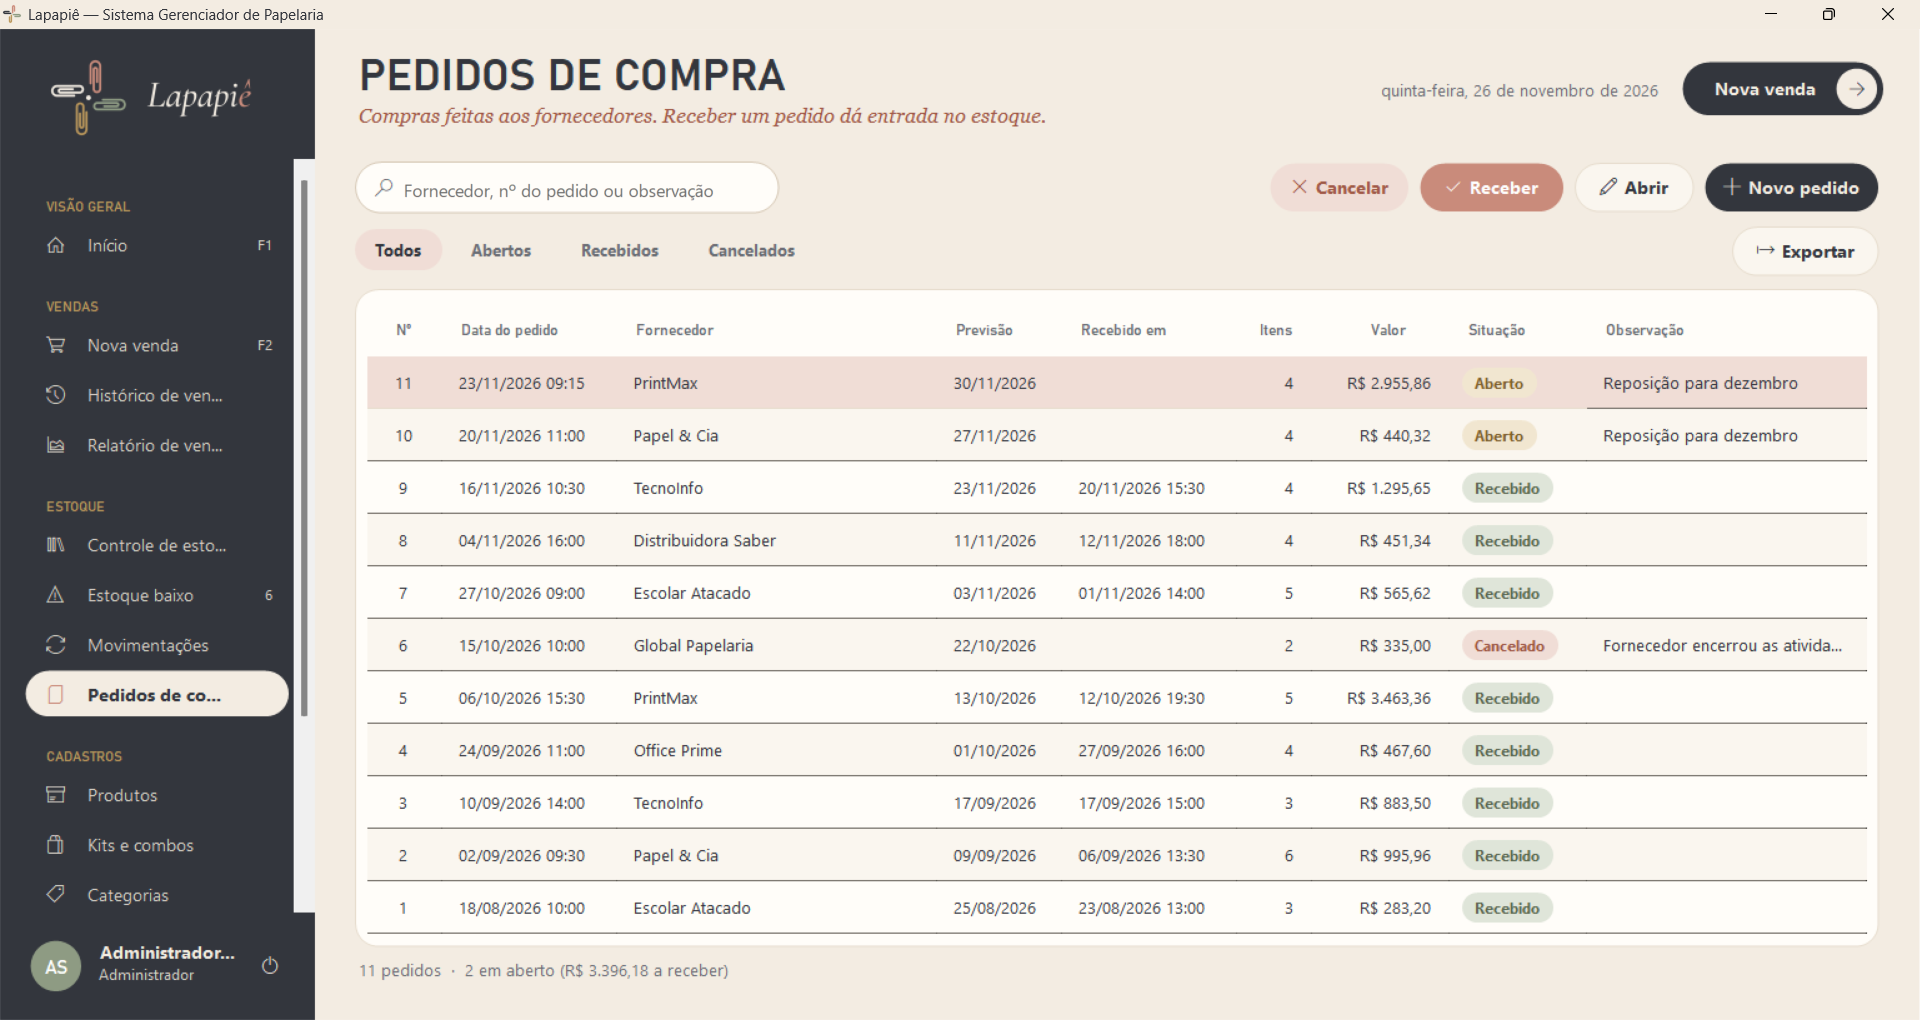 Lapapiê — Sistema Gerenciador de Papelaria
Lapapiê
VISÃO GERAL
Início F1
VENDAS
Nova venda F2
Histórico de ven...
Relatório de ven...
ESTOQUE
Controle de esto...
Estoque baixo 6
Movimentações
Pedidos de co...
CADASTROS
Produtos
Kits e combos
Categorias
AS
Administrador...
Administrador
PEDIDOS DE COMPRA
Compras feitas aos fornecedores. Receber um pedido dá entrada no estoque.
quinta-feira, 26 de novembro de 2026
Nova venda
Fornecedor, nº do pedido ou observação
Cancelar Receber Abrir Novo pedido
Todos Abertos Recebidos Cancelados
Exportar
Nº Data do pedido Fornecedor Previsão Recebido em Itens Valor Situação Observação
11 23/11/2026 09:15 PrintMax 30/11/2026 4 R$ 2.955,86 Aberto Reposição para dezembro
10 20/11/2026 11:00 Papel & Cia 27/11/2026 4 R$ 440,32 Aberto Reposição para dezembro
9 16/11/2026 10:30 TecnoInfo 23/11/2026 20/11/2026 15:30 4 R$ 1.295,65 Recebido
8 04/11/2026 16:00 Distribuidora Saber 11/11/2026 12/11/2026 18:00 4 R$ 451,34 Recebido
7 27/10/2026 09:00 Escolar Atacado 03/11/2026 01/11/2026 14:00 5 R$ 565,62 Recebido
6 15/10/2026 10:00 Global Papelaria 22/10/2026 2 R$ 335,00 Cancelado Fornecedor encerrou as ativida...
5 06/10/2026 15:30 PrintMax 13/10/2026 12/10/2026 19:30 5 R$ 3.463,36 Recebido
4 24/09/2026 11:00 Office Prime 01/10/2026 27/09/2026 16:00 4 R$ 467,60 Recebido
3 10/09/2026 14:00 TecnoInfo 17/09/2026 17/09/2026 15:00 3 R$ 883,50 Recebido
2 02/09/2026 09:30 Papel & Cia 09/09/2026 06/09/2026 13:30 6 R$ 995,96 Recebido
1 18/08/2026 10:00 Escolar Atacado 25/08/2026 23/08/2026 13:00 3 R$ 283,20 Recebido
11 pedidos · 2 em aberto (R$ 3.396,18 a receber)